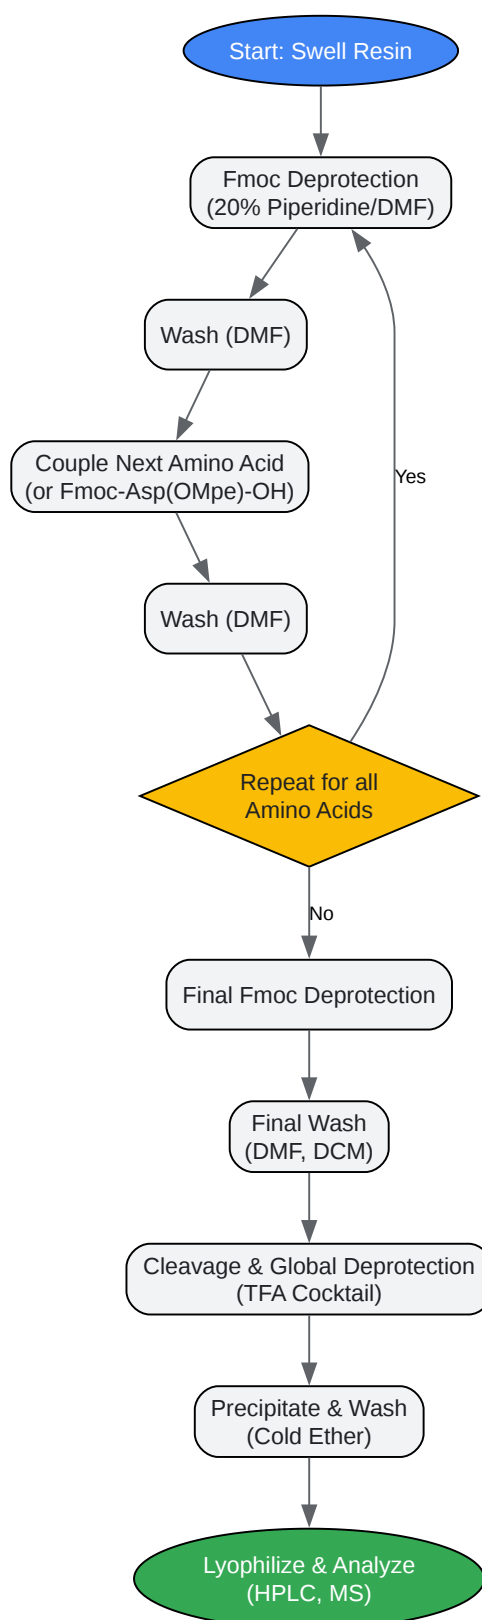 Start: Swell Resin
Fmoc Deprotection
(20% Piperidine/DMF)
Wash (DMF)
Couple Next Amino Acid
(or Fmoc-Asp(OMpe)-OH)
Yes
Wash (DMF)
Repeat for all
Amino Acids
No
Final Fmoc Deprotection
Final Wash
(DMF, DCM)
Cleavage & Global Deprotection
(TFA Cocktail)
Precipitate & Wash
(Cold Ether)
Lyophilize & Analyze
(HPLC, MS)